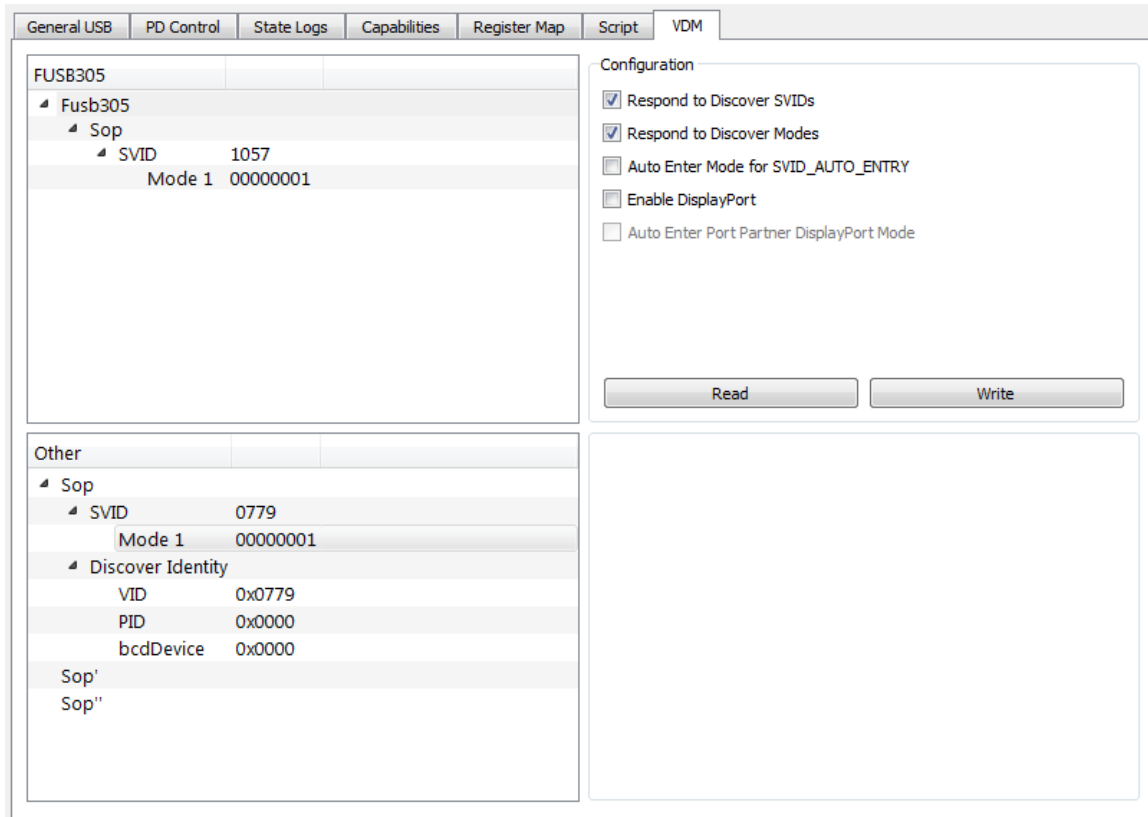 General USB PD Control State Logs Capabilities Register Map Script VDM
FUSB305
Fusb305
Sop
SVID 1057
Mode 1 00000001
Configuration
Respond to Discover SVIDs
Respond to Discover Modes
Auto Enter Mode for SVID_AUTO_ENTRY
Enable DisplayPort
Auto Enter Port Partner DisplayPort Mode
Read Write
Other
Sop
SVID 0779
Mode 1 00000001
Discover Identity
VID 0x0779
PID 0x0000
bcdDevice 0x0000
Sop'
Sop''